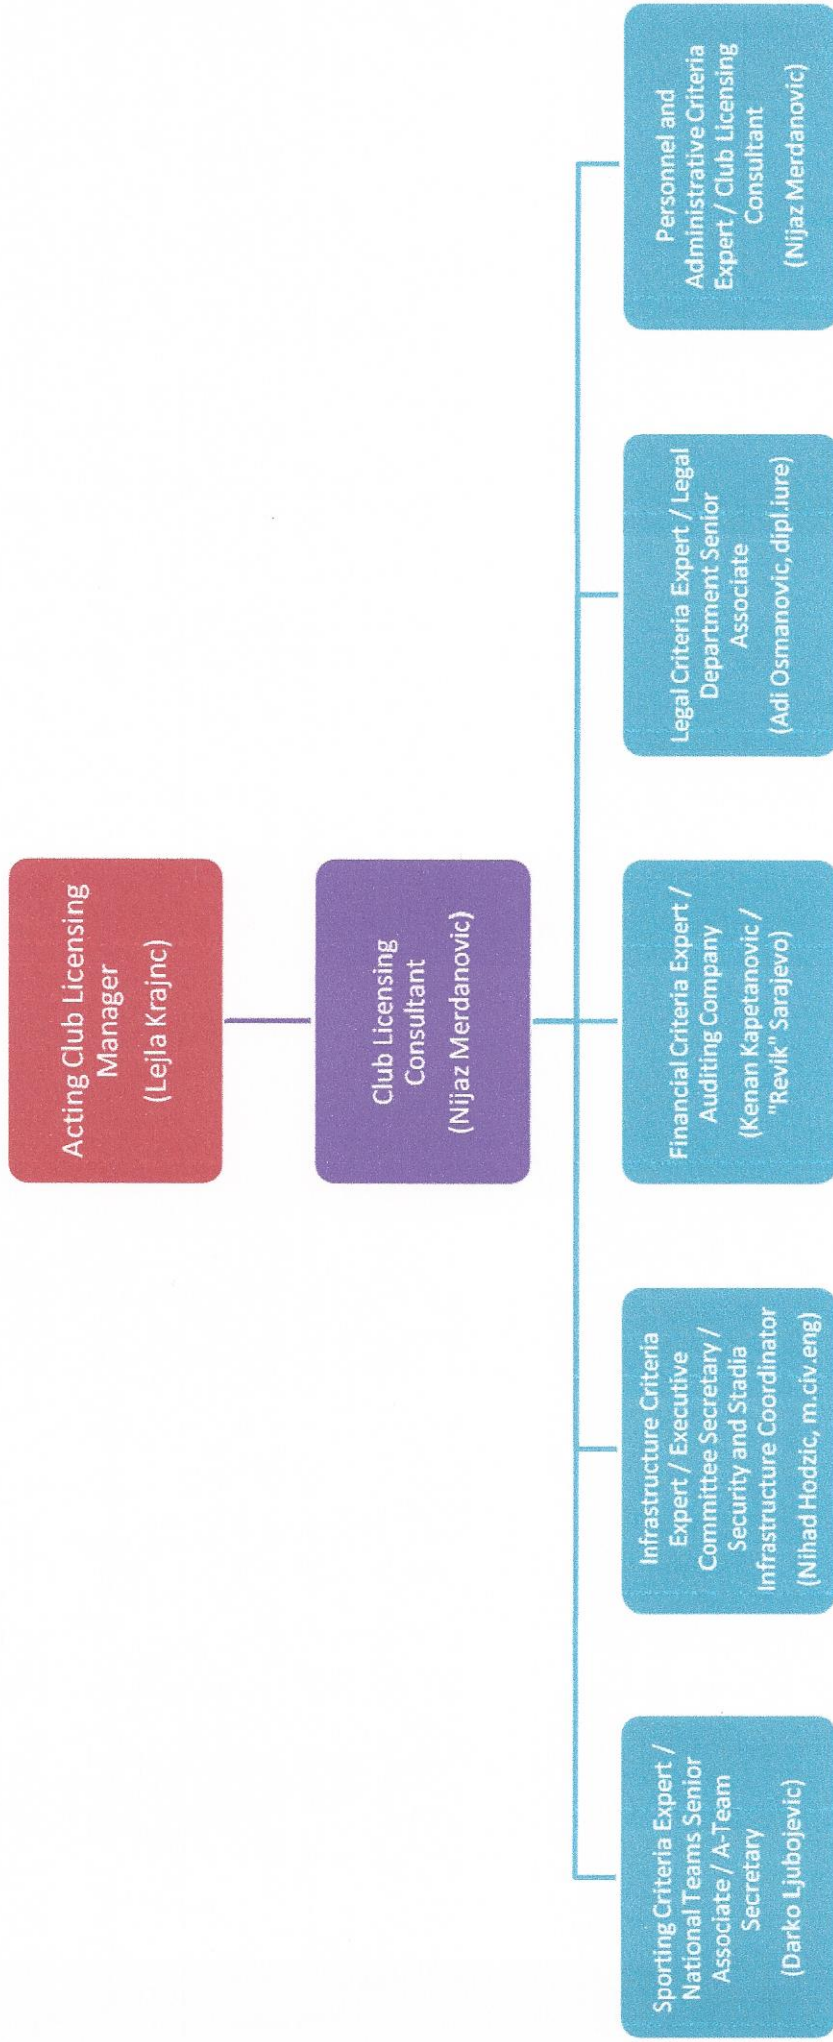 Acting Club Licensing
Manager
(Lejla Krajnc)
Club Licensing
Consultant
(Nijaz Merdanovic)
Sporting Criteria Expert /
National Teams Senior
Associate / A-Team
Secretary
(Darko Ljubojevic)
Infrastructure Criteria
Expert / Executive
Committee Secretary /
Security and Stadia
Infrastructure Coordinator
(Nihad Hodzic, m.civ.eng)
Financial Criteria Expert /
Auditing Company
(Kenan Kapetanovic /
"Revik" Sarajevo)
Legal Criteria Expert / Legal
Department Senior
Associate
(Adi Osmanovic, dipl.iure)
Personnel and
Administrative Criteria
Expert / Club Licensing
Consultant
(Nijaz Merdanovic)